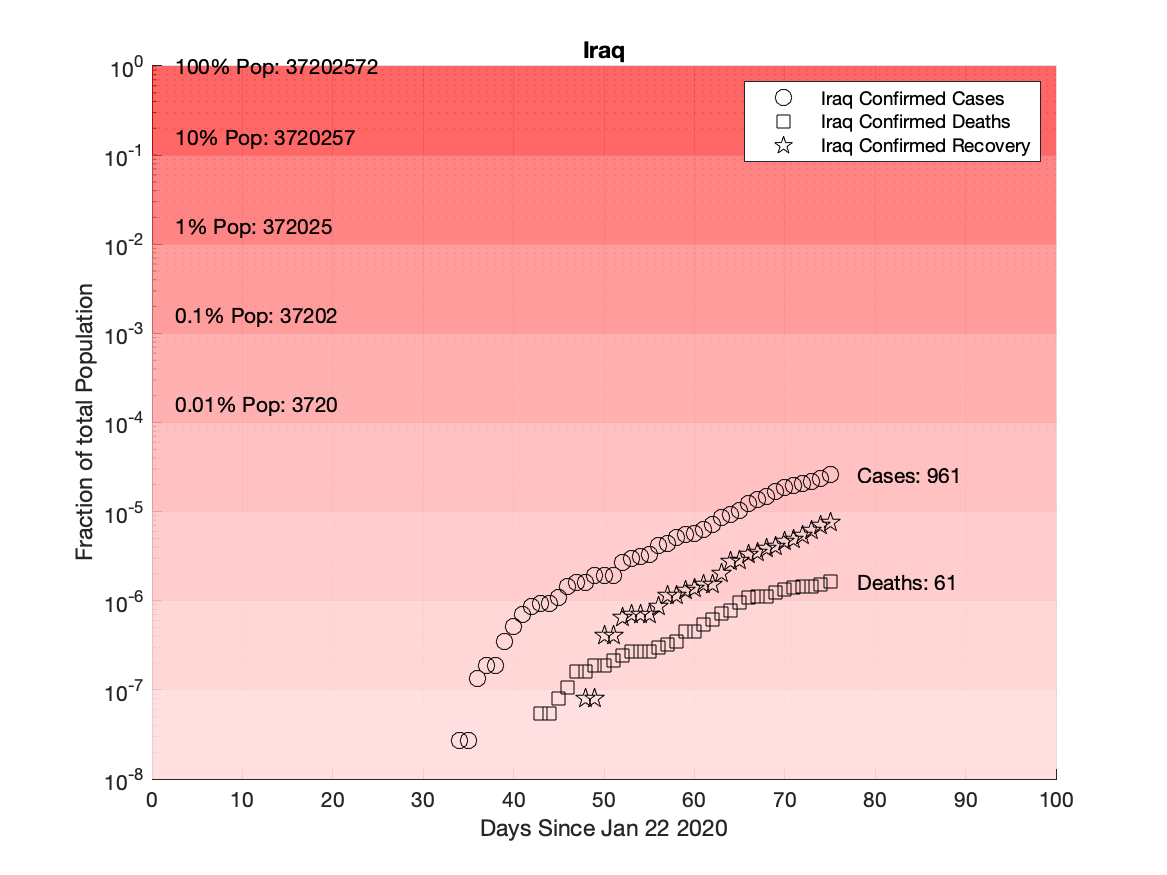 Iraq
10^0
100% Pop: 37202572
Iraq Confirmed Cases
Iraq Confirmed Deaths
Iraq Confirmed Recovery
10% Pop: 3720257
10^-1
1% Pop: 372025
10^-2
0.1% Pop: 37202
10^-3
0.01% Pop: 3720
10^-4
Cases: 961
10^-5
Deaths: 61
10^-6
10^-7
10^-8
Fraction of total Population
0 10 20 30 40 50 60 70 80 90 100
Days Since Jan 22 2020